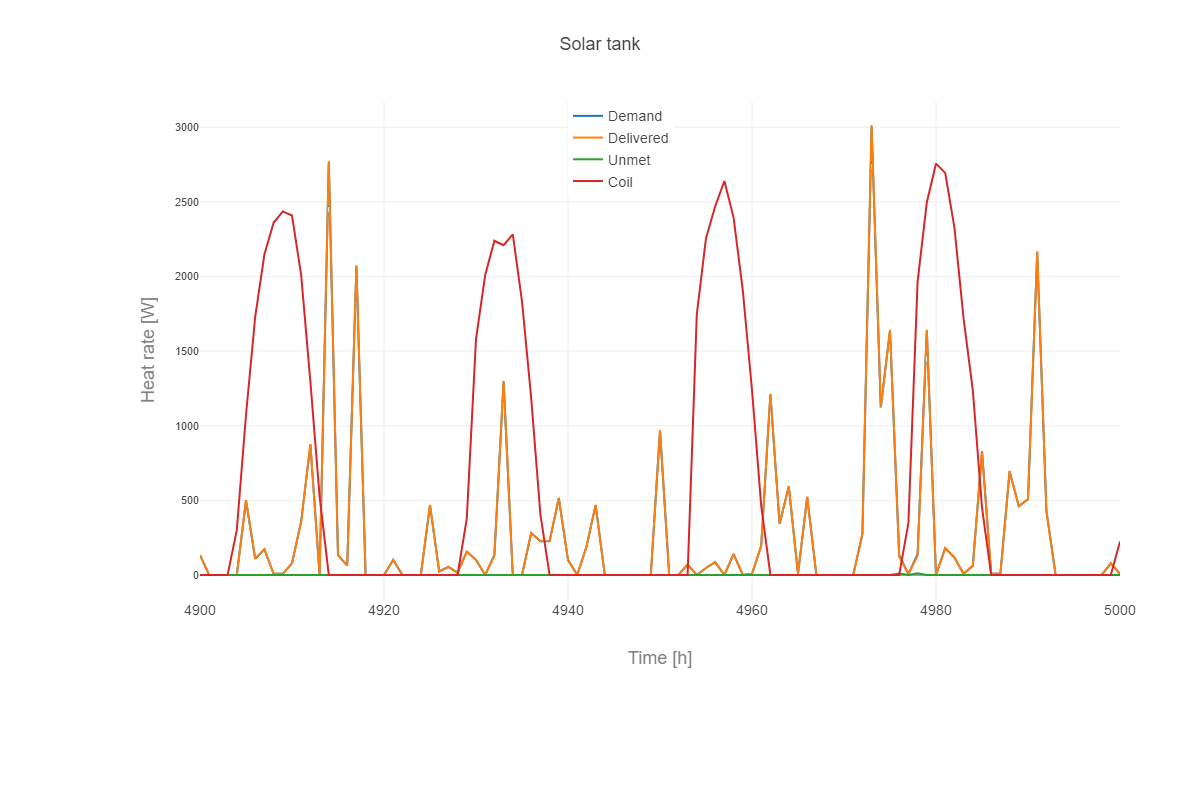 Solar tank
Demand
Delivered
Unmet
Coil
3000
2500
2000
1500
1000
500
0
Heat rate [W]
4900 4920 4940 4960 4980 5000
Time [h]